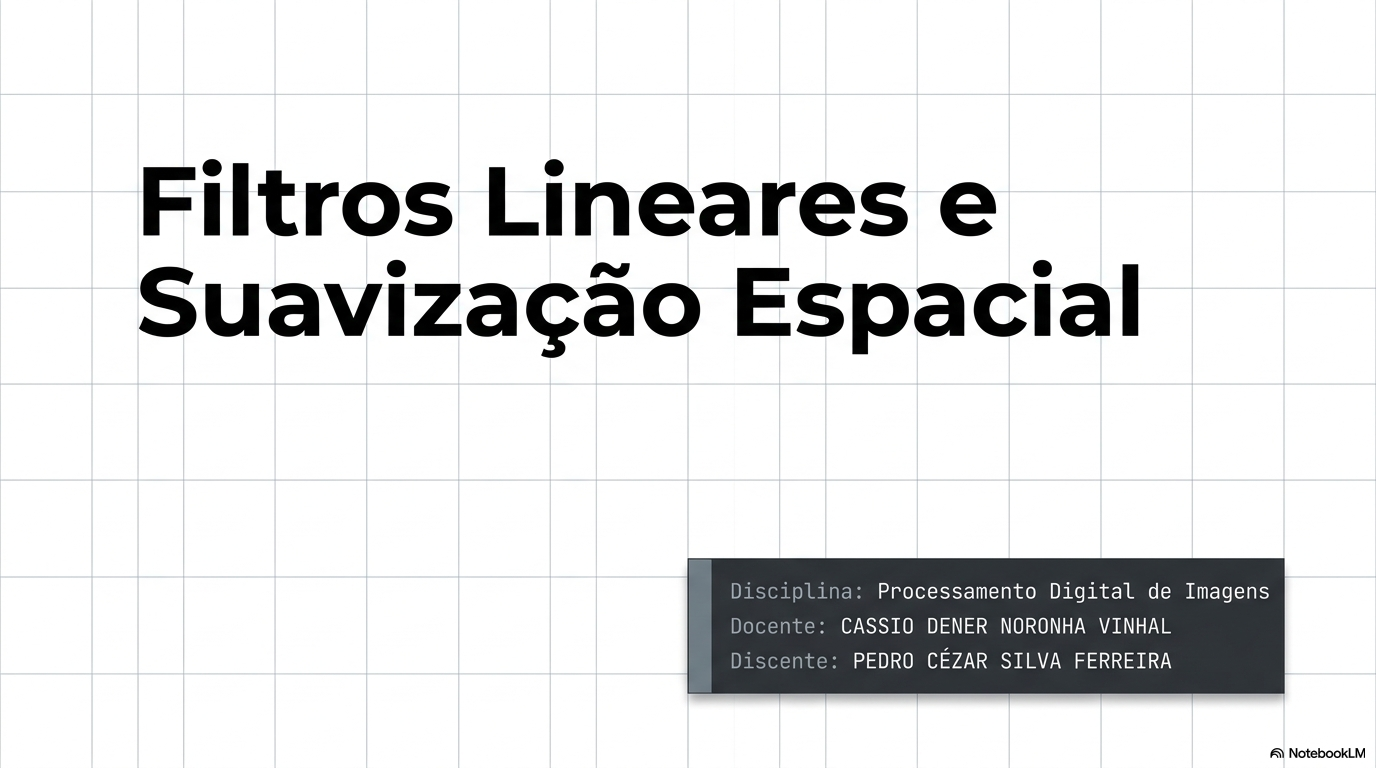 Filtros Lineares e
Suavização Espacial
Disciplina: Processamento Digital de Imagens
Docente: CASSIO DENER NORONHA VINHAL
Discente: PEDRO CÉZAR SILVA FERREIRA
NotebookLM